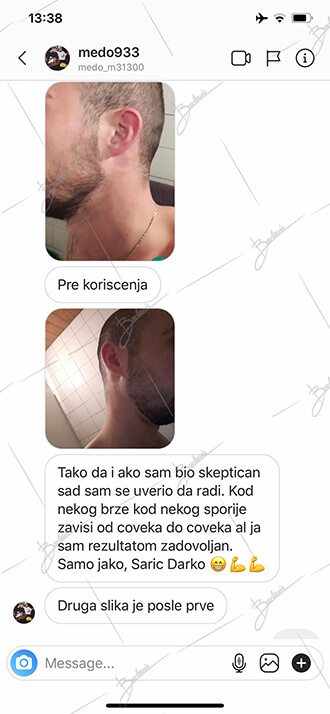 13:38
medo933
medo_m31300
Pre koriscenja
Tako da i ako sam bio skeptican
sad sam se uverio da radi. Kod
nekog brze kod nekog sporije
zavisi od coveka do coveka al ja
sam rezultatom zadovoljan.
Samo jako, Saric Darko 😁💪💪
Druga slika je posle prve
Message...